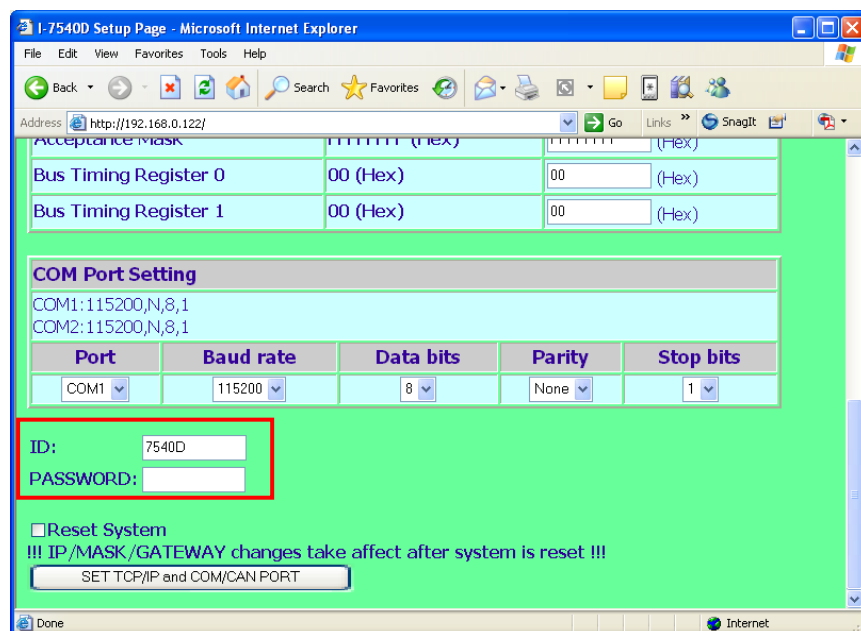 I-7540D Setup Page - Microsoft Internet Explorer
File Edit View Favorites Tools Help
Back Search Favorites
Address http://192.168.0.122/ Go Links » SnagIt
Acceptance Mask FFFFFFFF (Hex) FFFFFFFF (Hex)
Bus Timing Register 0 00 (Hex) 00 (Hex)
Bus Timing Register 1 00 (Hex) 00 (Hex)
COM Port Setting
COM1:115200,N,8,1
COM2:115200,N,8,1
Port Baud rate Data bits Parity Stop bits
COM1 115200 8 None 1
ID: 7540D
PASSWORD:
Reset System
!!! IP/MASK/GATEWAY changes take affect after system is reset !!!
SET TCP/IP and COM/CAN PORT
Done Internet